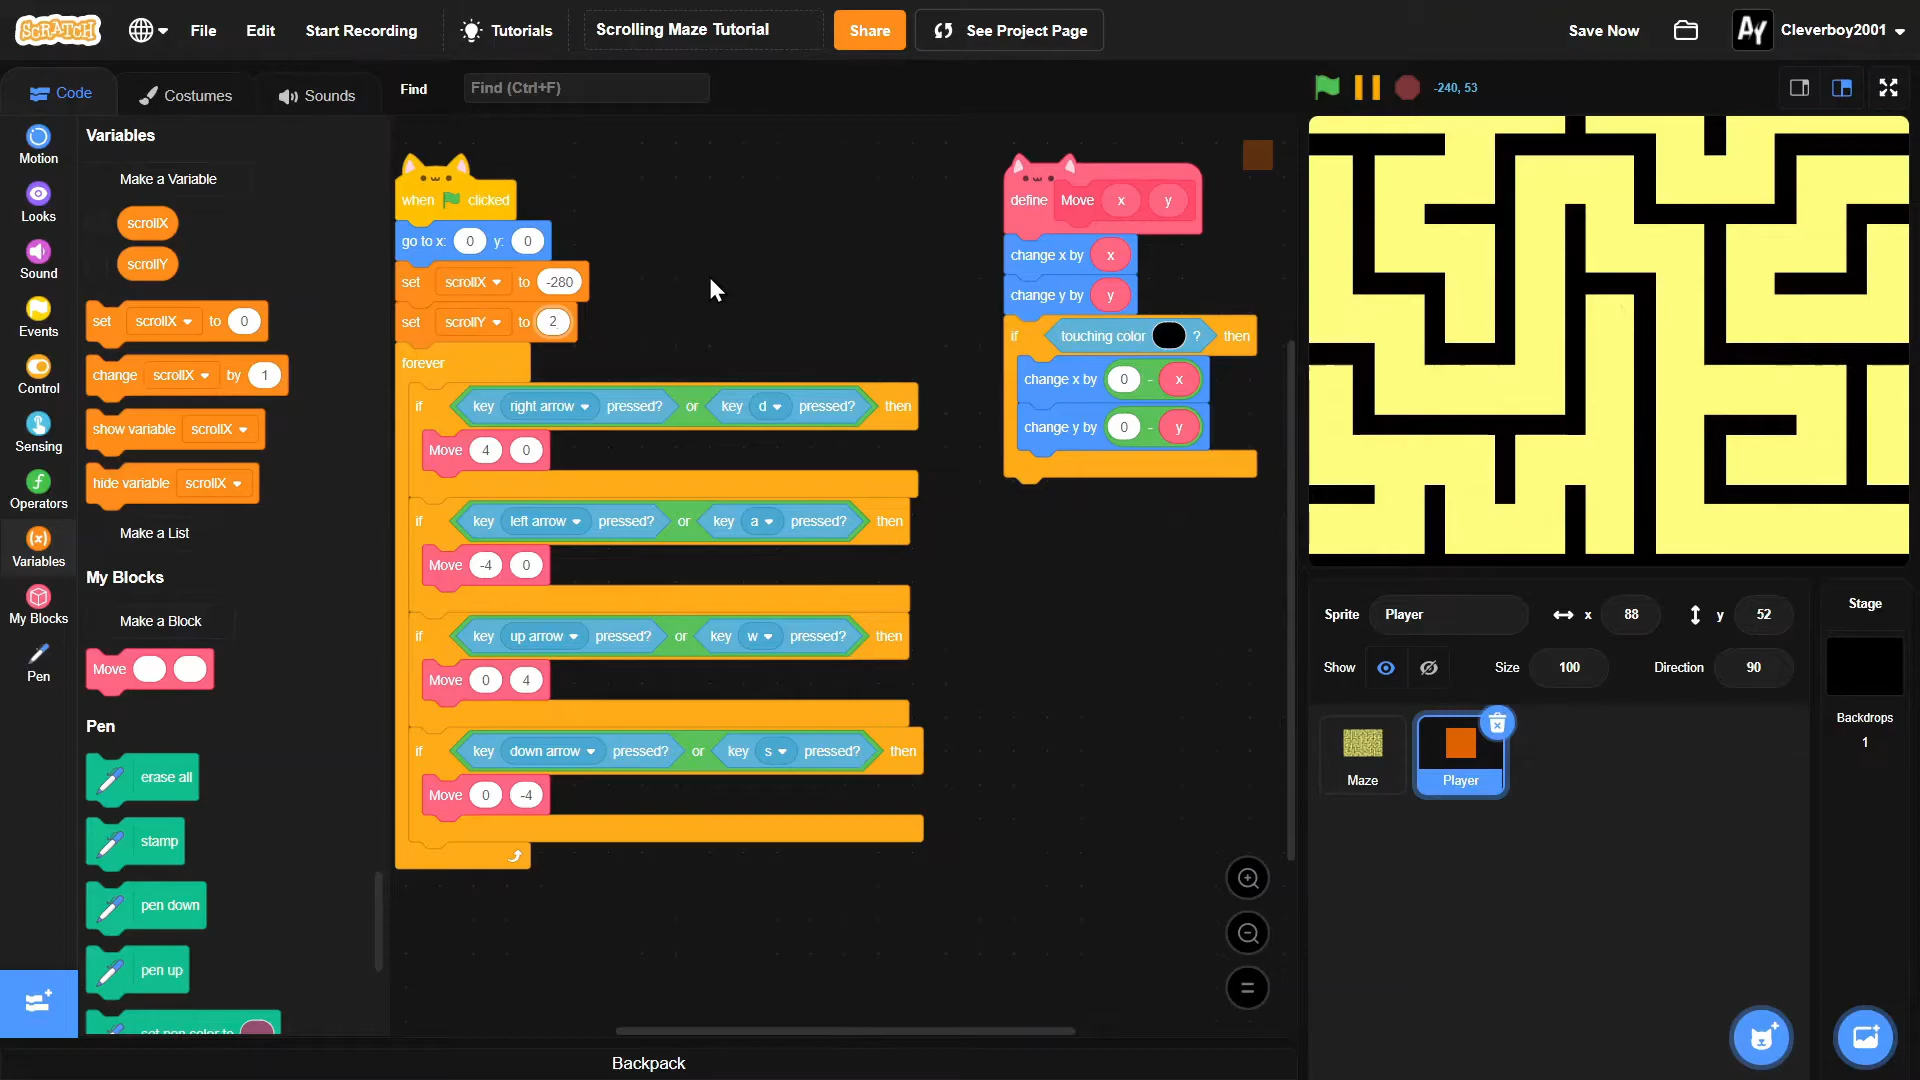 SCRATCH File Edit Start Recording Tutorials Scrolling Maze Tutorial Share See Project Page Save Now Ay Cleverboy2001
Code Costumes Sounds Find Find (Ctrl+F) -240, 53
Motion
Looks
Sound
Events
Control
Sensing
Operators
Variables
My Blocks
Pen
Variables
Make a Variable
scrollX
scrollY
set scrollX to 0
change scrollX by 1
show variable scrollX
hide variable scrollX
Make a List
My Blocks
Make a Block
Move
Pen
erase all
stamp
pen down
pen up
set pen color to
when clicked
go to x: 0 y: 0
set scrollX to -280
set scrollY to 2
forever
if key right arrow pressed? or key d pressed? then
Move 4 0
if key left arrow pressed? or key a pressed? then
Move -4 0
if key up arrow pressed? or key w pressed? then
Move 0 4
if key down arrow pressed? or key s pressed? then
Move 0 -4
define Move x y
change x by x
change y by y
if touching color ? then
change x by 0 - x
change y by 0 - y
Sprite Player x 88 y 52
Show Size 100 Direction 90
Maze
Player
Stage
Backdrops
1
Backpack